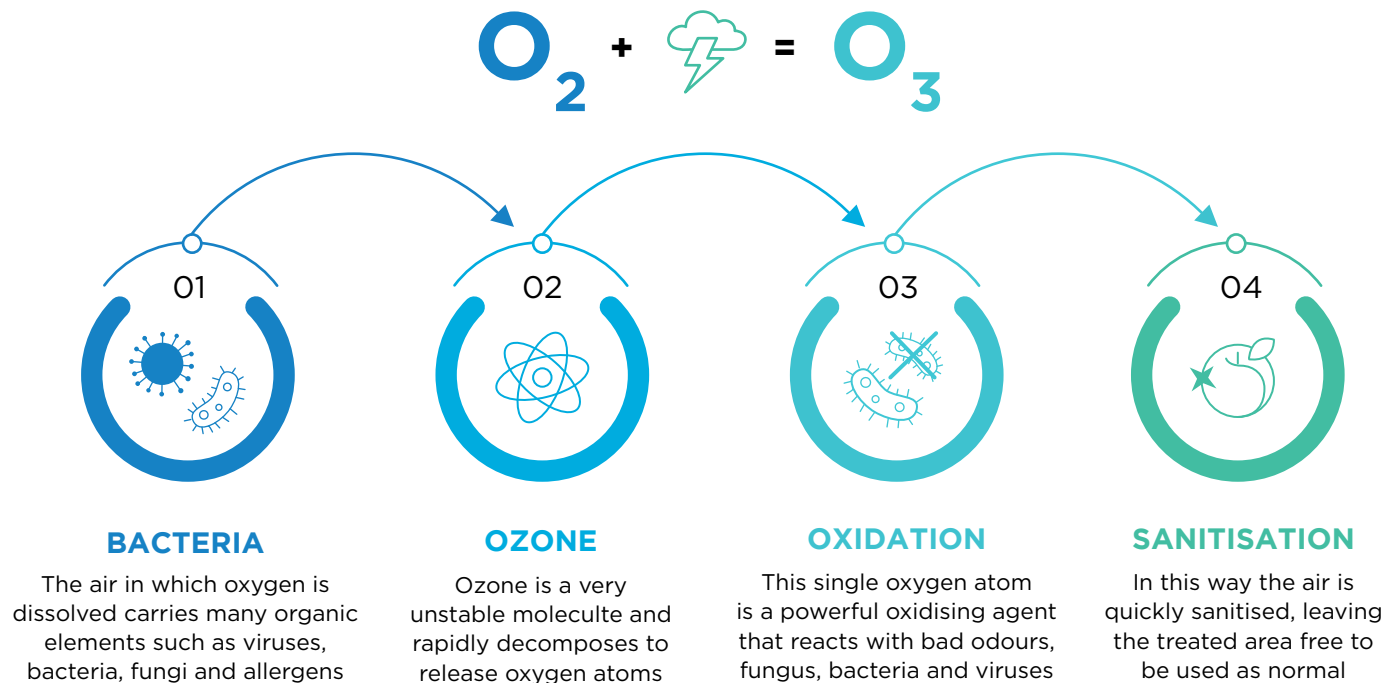 O2 + = O3
01
02
03
04
BACTERIA
The air in which oxygen is
dissolved carries many organic
elements such as viruses,
bacteria, fungi and allergens
OZONE
Ozone is a very
unstable moleculte and
rapidly decomposes to
release oxygen atoms
OXIDATION
This single oxygen atom
is a powerful oxidising agent
that reacts with bad odours,
fungus, bacteria and viruses
SANITISATION
In this way the air is
quickly sanitised, leaving
the treated area free to
be used as normal